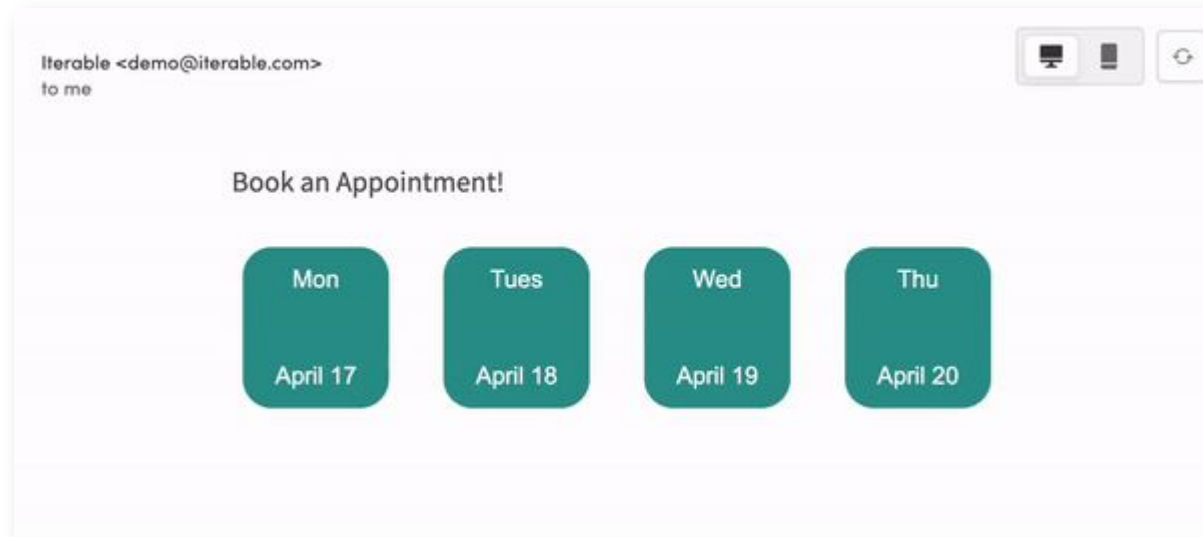 Iterable <demo@iterable.com>
to me
Book an Appointment!
Mon
April 17
Tues
April 18
Wed
April 19
Thu
April 20